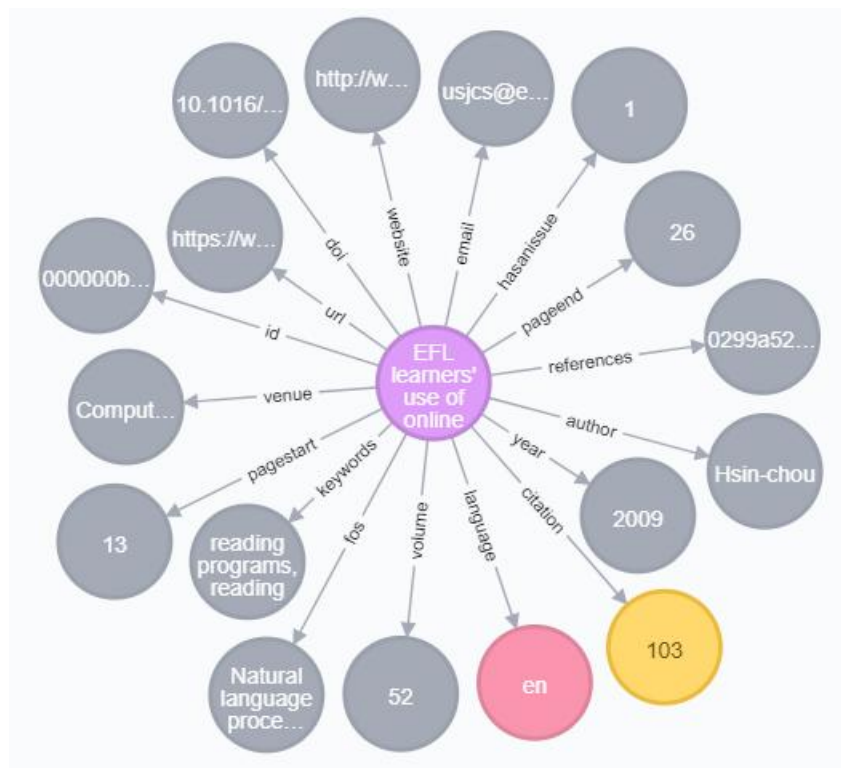 http://w...
usjcs@e...
10.1016/...
1
website
email
hasanissue
doi
26
https://w...
pageend
000000b...
url
id
0299a52...
references
EFL
learners'
use of
online
venue
Comput...
author
year
Hsin-chou
pagestart
keywords
citation
language
volume
fos
2009
13
reading
programs,
reading
103
Natural
language
proce...
52
en